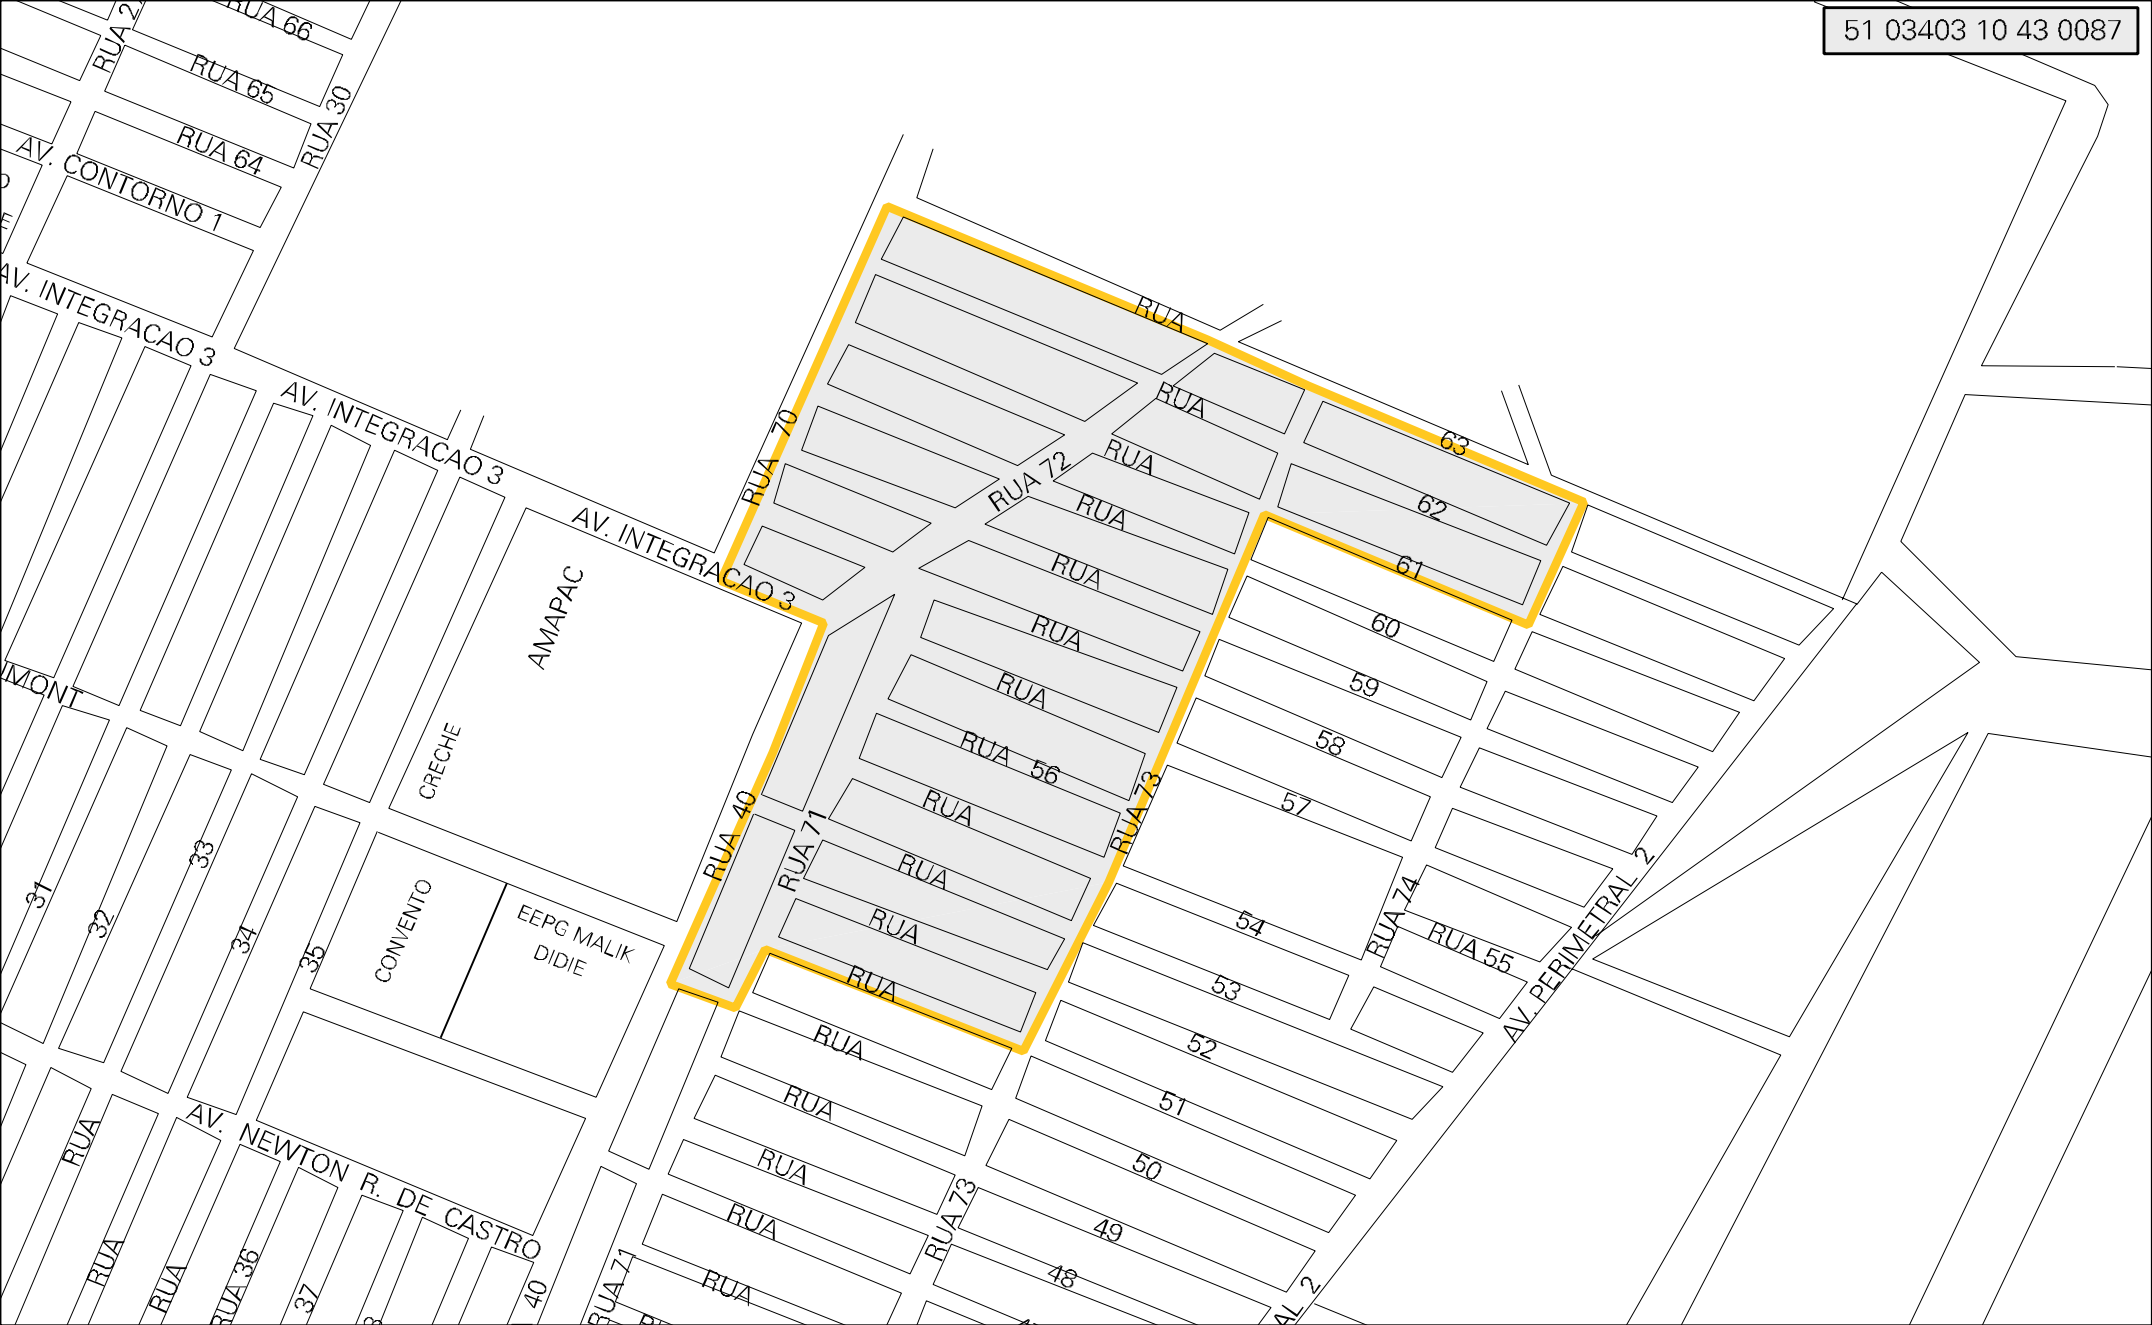 51 03403 10 43 0087
RUA 66
RUA 65
RUA 64
RUA 30
AV. CONTORNO 1
AV. INTEGRACAO 3
AV. INTEGRACAO 3
AV. INTEGRACAO 3
AMAPAC
CRECHE
CONVENTO
EEPG MALIK
DIDIE
RUA 70
RUA 72
RUA 63
RUA 62
RUA 61
RUA 60
RUA 59
RUA 58
RUA 57
RUA 56
RUA
RUA 54
RUA 53
RUA 52
RUA 51
RUA 50
RUA 49
RUA 48
RUA
RUA 40
RUA 71
RUA 73
RUA 74
RUA 55
AV. PERIMETRAL 2
31
32
33
34
35
AV. NEWTON R. DE CASTRO
RUA
RUA
RUA
RUA 36
37
40
RUA 71
RUA 73
AL 2